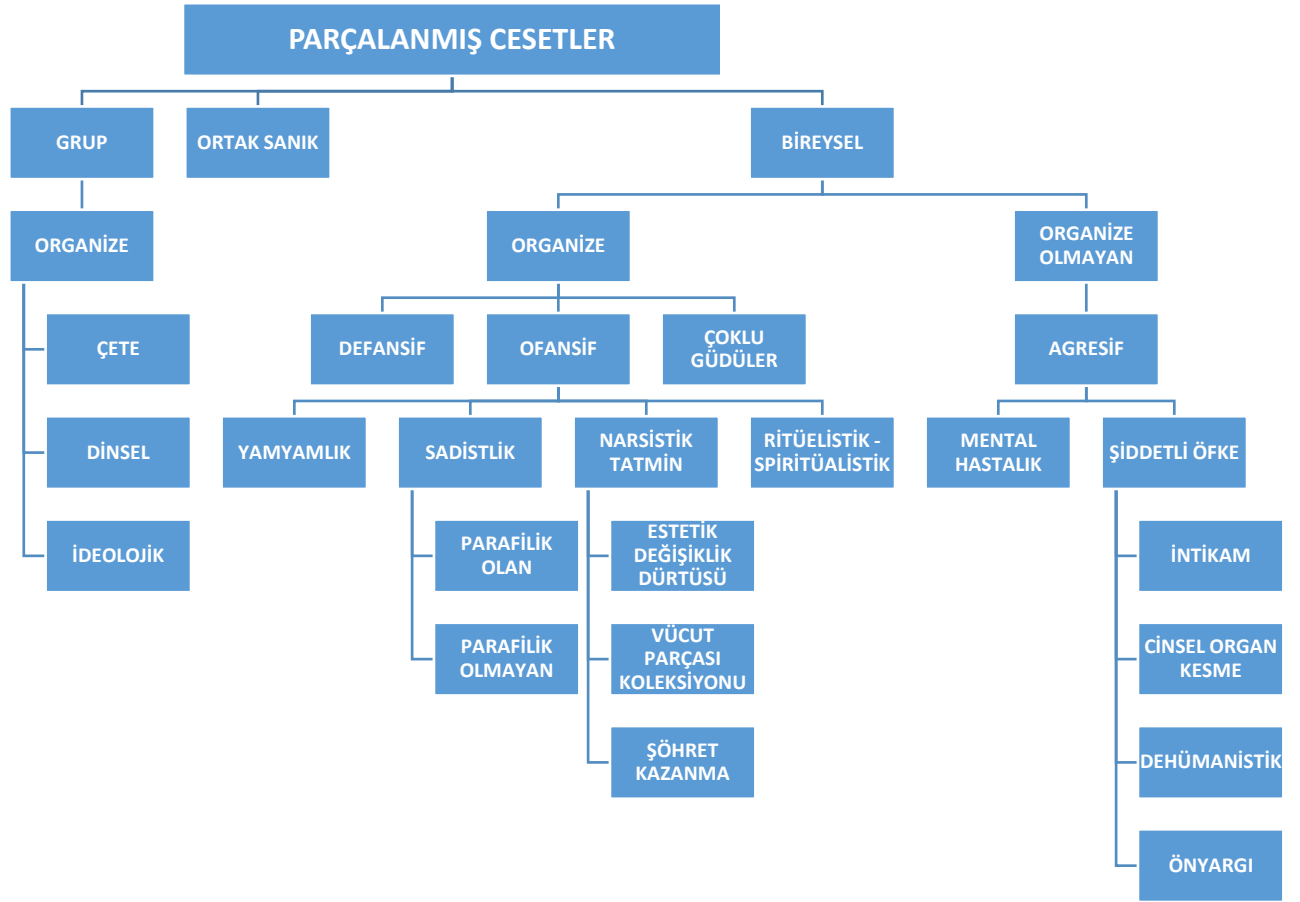 PARÇALANMIŞ CESETLER
GRUP
ORTAK SANIK
BİREYSEL
ORGANİZE
ORGANİZE
ORGANİZE
OLMAYAN
ÇETE
DEFANSİF
OFANSİF
ÇOKLU
GÜDÜLER
AGRESİF
DİNSEL
YAMYAMLIK
SADİSTLİK
NARSİSTİK
TATMİN
RİTÜELİSTİK -
SPİRİTÜALİSTİK
MENTAL
HASTALIK
ŞİDDETLİ ÖFKE
İDEOLOJİK
PARAFİLİK
OLAN
ESTETİK
DEĞİŞİKLİK
DÜRTÜSÜ
İNTİKAM
PARAFİLİK
OLMAYAN
VÜCUT
PARÇASI
KOLEKSİYONU
CİNSEL ORGAN
KESME
ŞÖHRET
KAZANMA
DEHÜMANİSTİK
ÖNYARGI